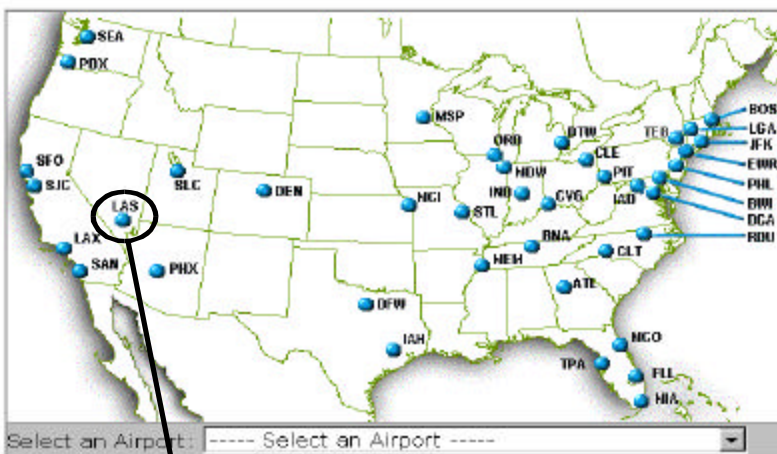 SEA
PDX
BOS
MSP
LGA
TEB
JFK
ORD
DTW
EWR
CLE
SFO
MDW
PHL
SJC
SLC
DEN
PIT
BWI
IND
LAS
MCI
STL
CVG
IAD
DCA
BNA
RDU
LAX
CLT
SAN
PHX
MEM
ATE
DFW
IAH
MCO
TPA
FLL
MIA
Select an Airport: ----- Select an Airport -----